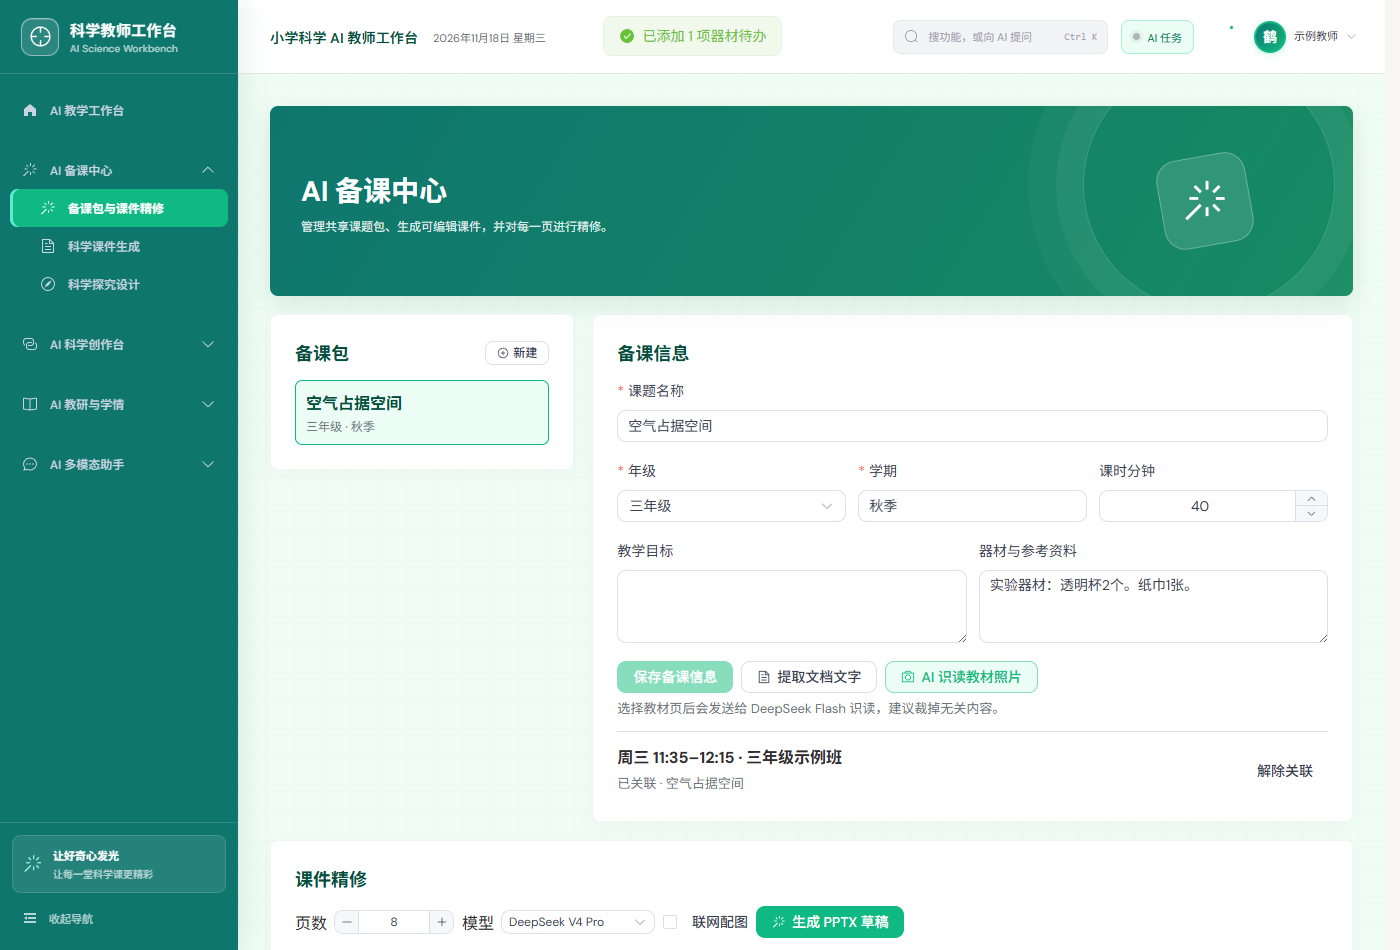 科学教师工作台
AI Science Workbench
小学科学 AI 教师工作台
2026年11月18日 星期三
已添加 1 项器材待办
搜功能，或向 AI 提问
Ctrl K
AI 任务
鹤
示例教师
AI 教学工作台
AI 备课中心
备课包与课件精修
科学课件生成
科学探究设计
AI 科学创作台
AI 教研与学情
AI 多模态助手
让好奇心发光
让每一堂科学课更精彩
收起导航
AI 备课中心
管理共享课题包、生成可编辑课件，并对每一页进行精修。
备课包
新建
空气占据空间
三年级 · 秋季
备课信息
* 课题名称
空气占据空间
* 年级
* 学期
课时分钟
三年级
秋季
40
教学目标
器材与参考资料
实验器材：透明杯2个。纸巾1张。
保存备课信息
提取文档文字
AI 识读教材照片
选择教材页后会发送给 DeepSeek Flash 识读，建议裁掉无关内容。
周三 11:35–12:15 · 三年级示例班
已关联 · 空气占据空间
解除关联
课件精修
页数
8
模型
DeepSeek V4 Pro
联网配图
生成 PPTX 草稿